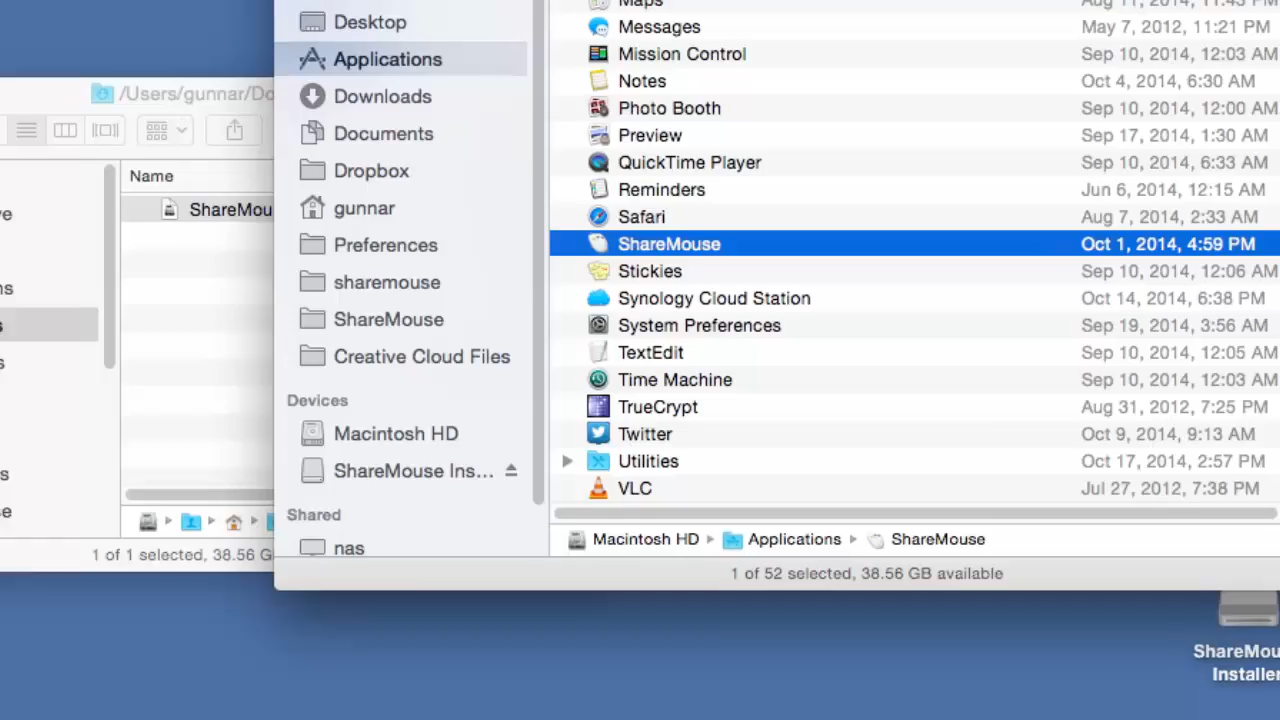 /Users/gunnar/Do
Name
ShareMou
1 of 1 selected, 38.56 G
Desktop
Applications
Downloads
Documents
Dropbox
gunnar
Preferences
sharemouse
ShareMouse
Creative Cloud Files
Devices
Macintosh HD
ShareMouse Ins...
Shared
nas
Maps Aug 11, 2014, 11:43 PM
Messages May 7, 2012, 11:21 PM
Mission Control Sep 10, 2014, 12:03 AM
Notes Oct 4, 2014, 6:30 AM
Photo Booth Sep 10, 2014, 12:00 AM
Preview Sep 17, 2014, 1:30 AM
QuickTime Player Sep 10, 2014, 6:33 AM
Reminders Jun 6, 2014, 12:15 AM
Safari Aug 7, 2014, 2:33 AM
ShareMouse Oct 1, 2014, 4:59 PM
Stickies Sep 10, 2014, 12:06 AM
Synology Cloud Station Oct 14, 2014, 6:38 PM
System Preferences Sep 19, 2014, 3:56 AM
TextEdit Sep 10, 2014, 12:05 AM
Time Machine Sep 10, 2014, 12:03 AM
TrueCrypt Aug 31, 2012, 7:25 PM
Twitter Oct 9, 2014, 9:13 AM
Utilities Oct 17, 2014, 2:57 PM
VLC Jul 27, 2012, 7:38 PM
Macintosh HD Applications ShareMouse
1 of 52 selected, 38.56 GB available
ShareMou
Installer